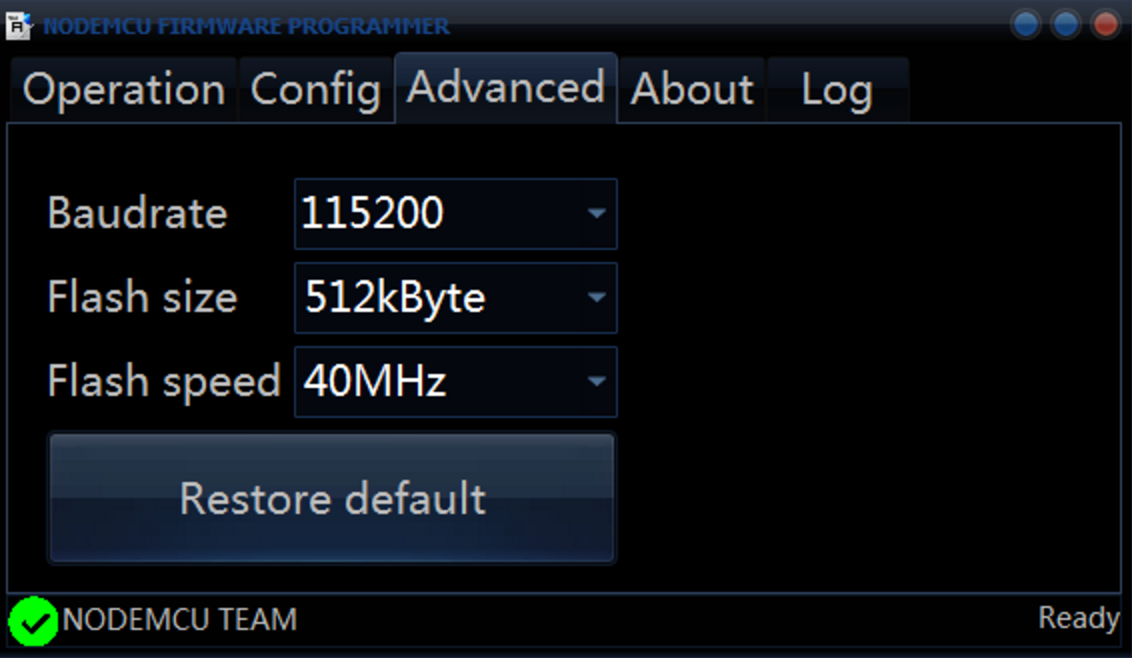 NODEMCU FIRMWARE PROGRAMMER
Operation Config Advanced About Log
Baudrate 115200
Flash size 512kByte
Flash speed 40MHz
Restore default
NODEMCU TEAM Ready